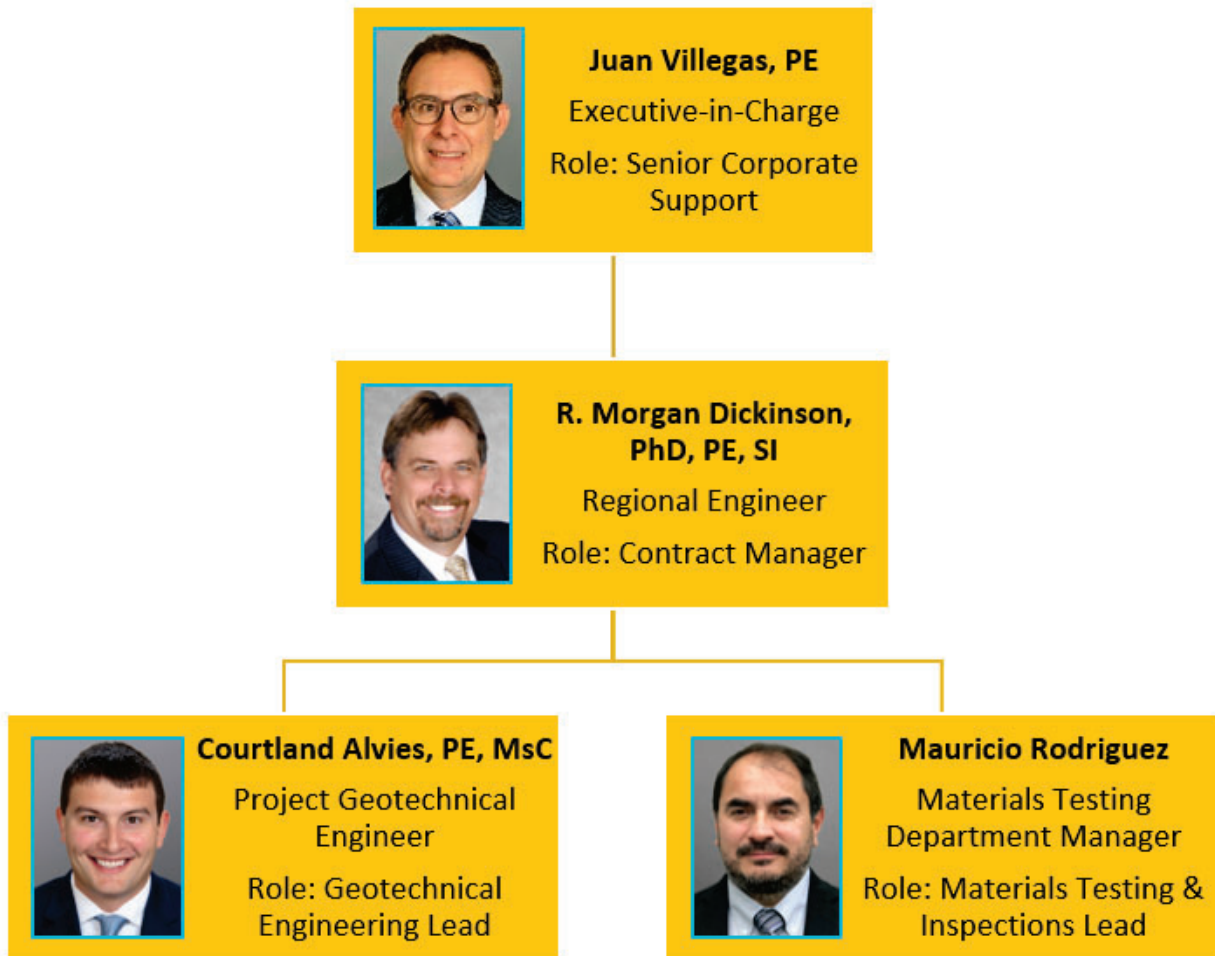 Juan Villegas, PE
Executive-in-Charge
Role: Senior Corporate
Support
R. Morgan Dickinson,
PhD, PE, SI
Regional Engineer
Role: Contract Manager
Courtland Alvies, PE, MsC
Project Geotechnical
Engineer
Role: Geotechnical
Engineering Lead
Mauricio Rodriguez
Materials Testing
Department Manager
Role: Materials Testing &
Inspections Lead